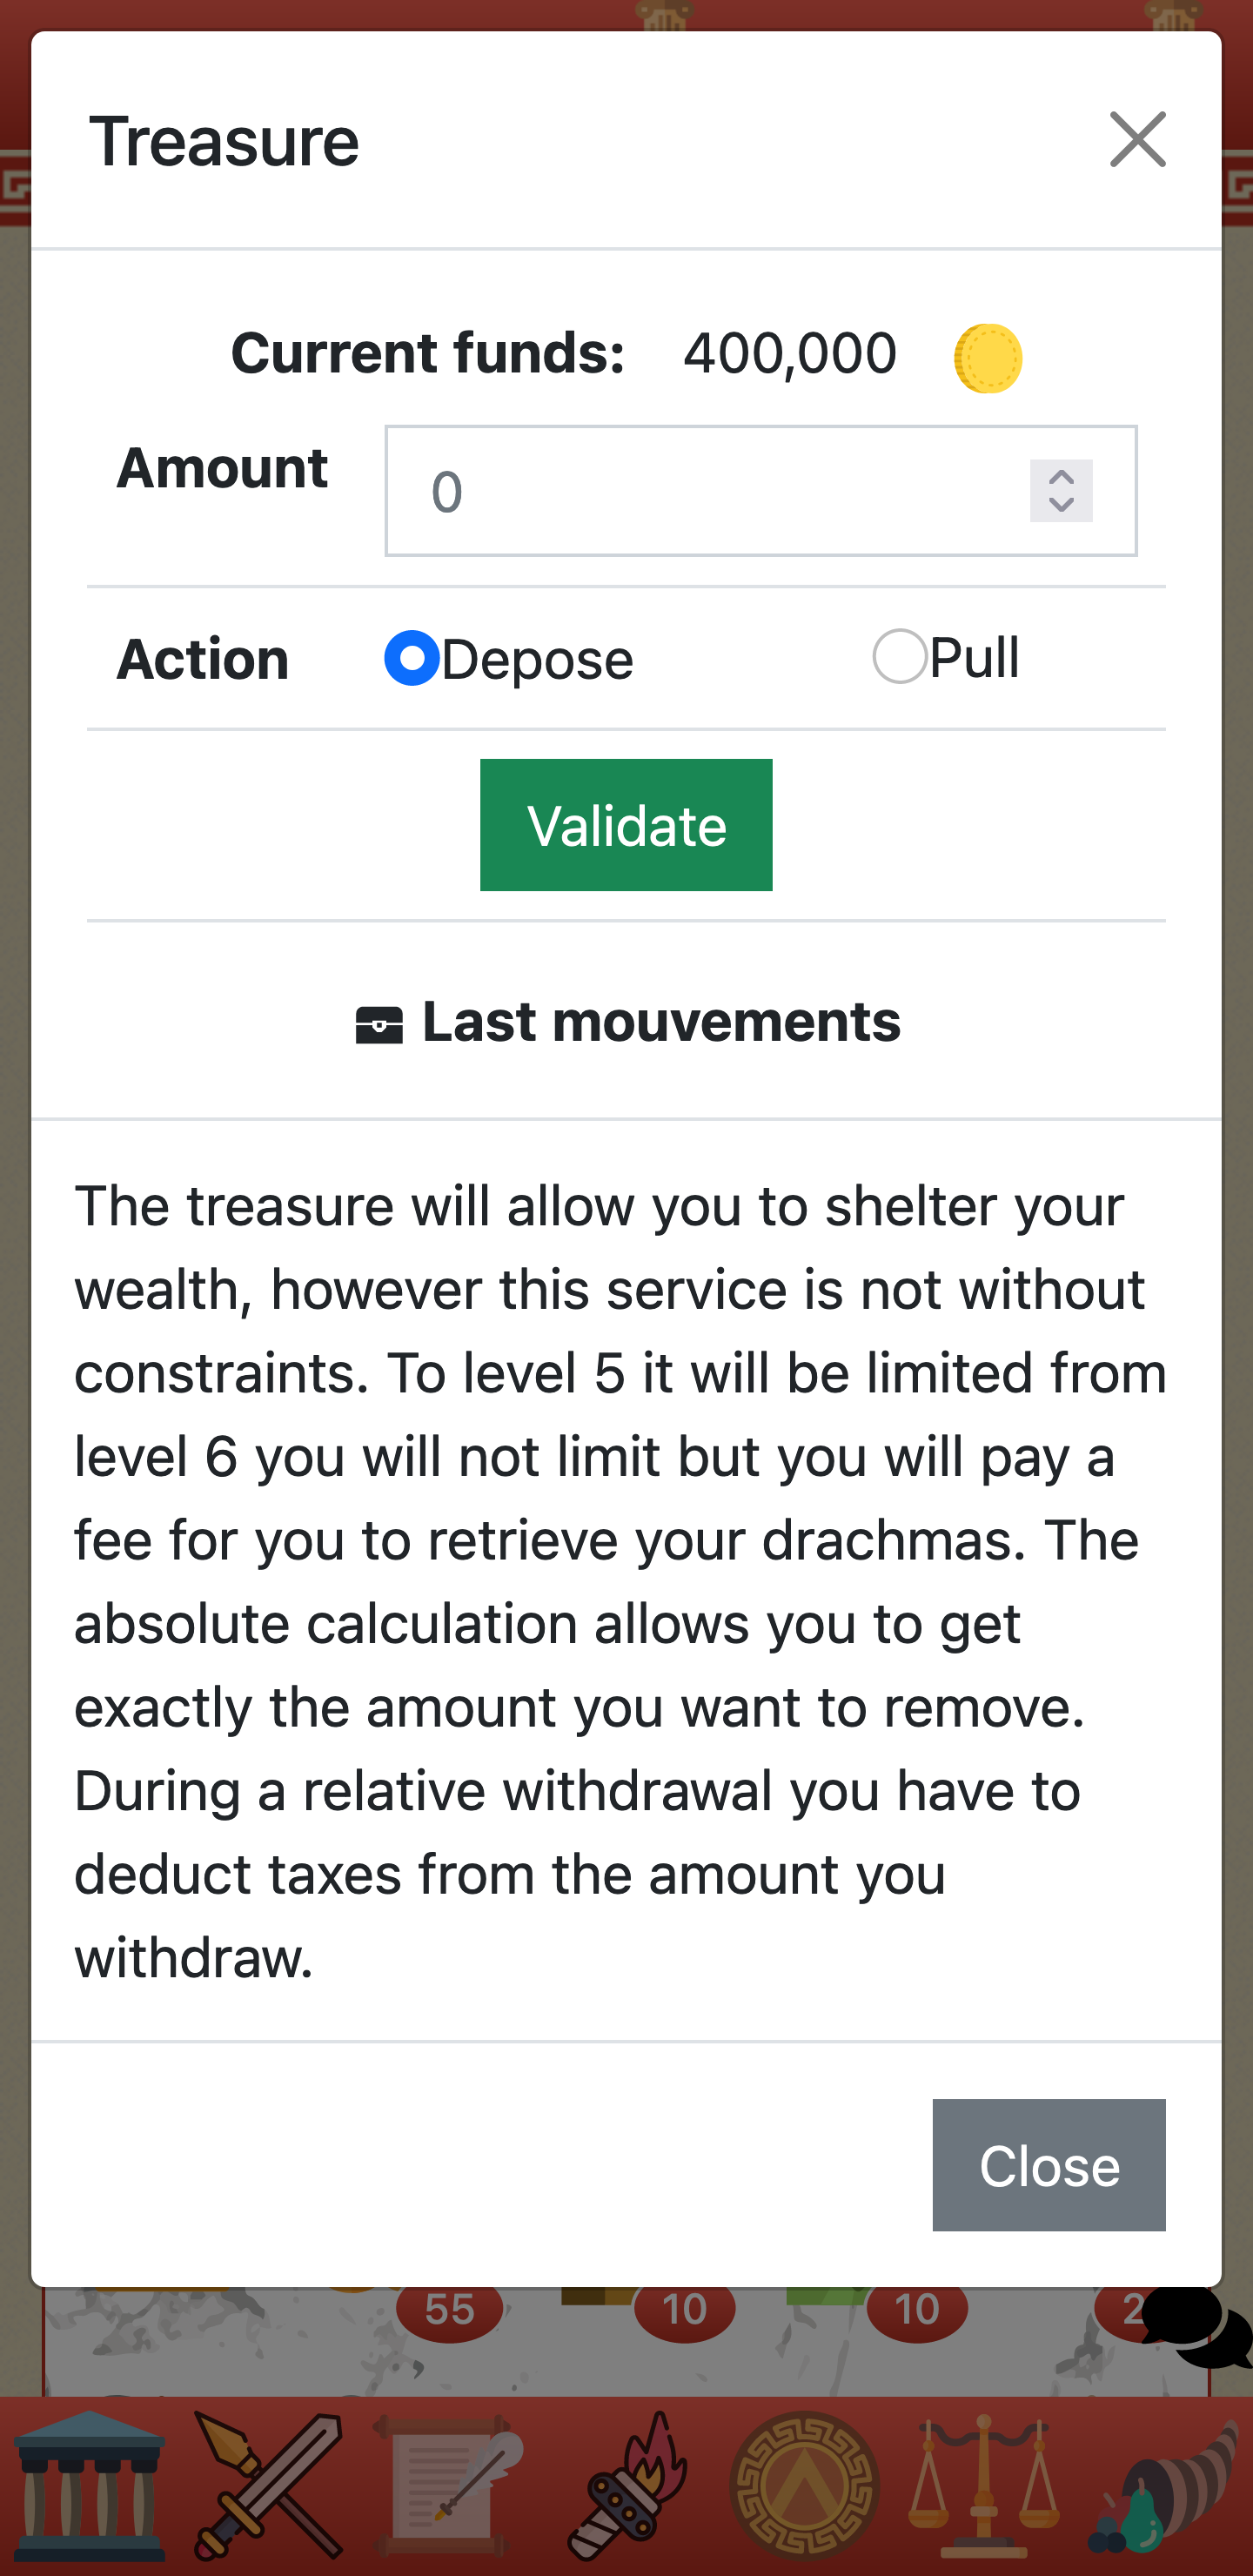 Treasure
Current funds: 400,000
Amount 0
Action Depose Pull
Validate
Last mouvements
The treasure will allow you to shelter your
wealth, however this service is not without
constraints. To level 5 it will be limited from
level 6 you will not limit but you will pay a
fee for you to retrieve your drachmas. The
absolute calculation allows you to get
exactly the amount you want to remove.
During a relative withdrawal you have to
deduct taxes from the amount you
withdraw.
Close
55 10 10